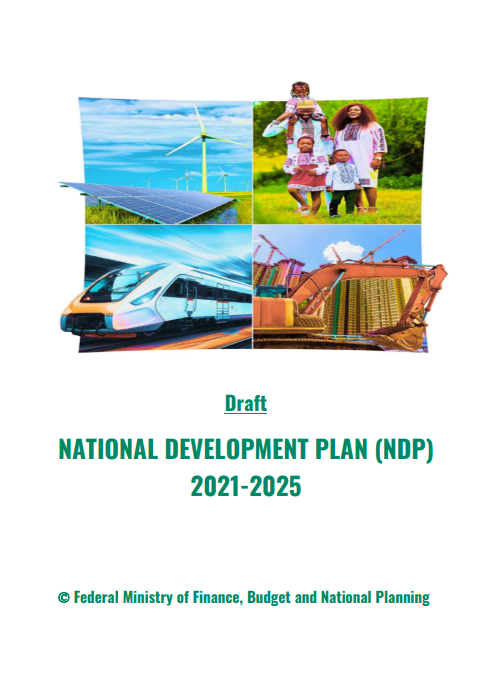 Draft
NATIONAL DEVELOPMENT PLAN (NDP)
2021-2025
© Federal Ministry of Finance, Budget and National Planning